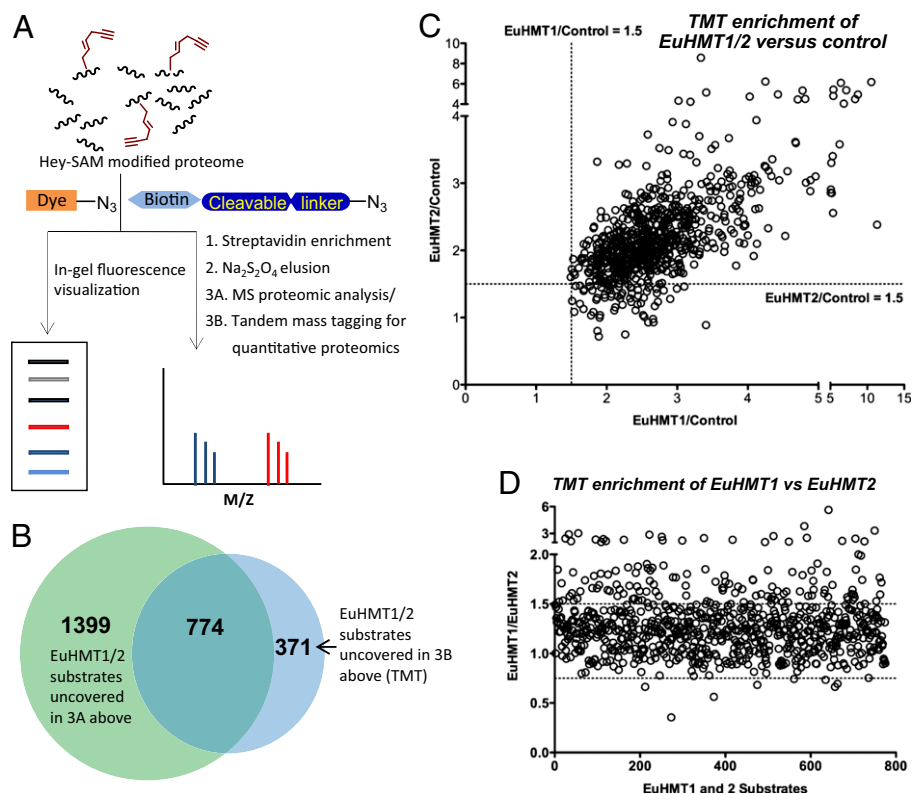 A
Hey-SAM modified proteome
Dye
N₃
Biotin
Cleavable linker
N₃
In-gel fluorescence
visualization
1. Streptavidin enrichment
2. Na₂S₂O₄ elusion
3A. MS proteomic analysis/
3B. Tandem mass tagging for
quantitative proteomics
M/Z
B
1399
EuHMT1/2
substrates
uncovered
in 3A above
774
371
EuHMT1/2
substrates
uncovered in 3B
above (TMT)
C
TMT enrichment of
EuHMT1/2 versus control
EuHMT1/Control = 1.5
EuHMT2/Control
10
8
6
4
4
3
2
1
0
EuHMT2/Control = 1.5
0 1 2 3 4 5 5 10 15
EuHMT1/Control
D
TMT enrichment of EuHMT1 vs EuHMT2
EuHMT1/EuHMT2
6
3
2.0
1.5
1.0
0.5
0.0
0 200 400 600 800
EuHMT1 and 2 Substrates